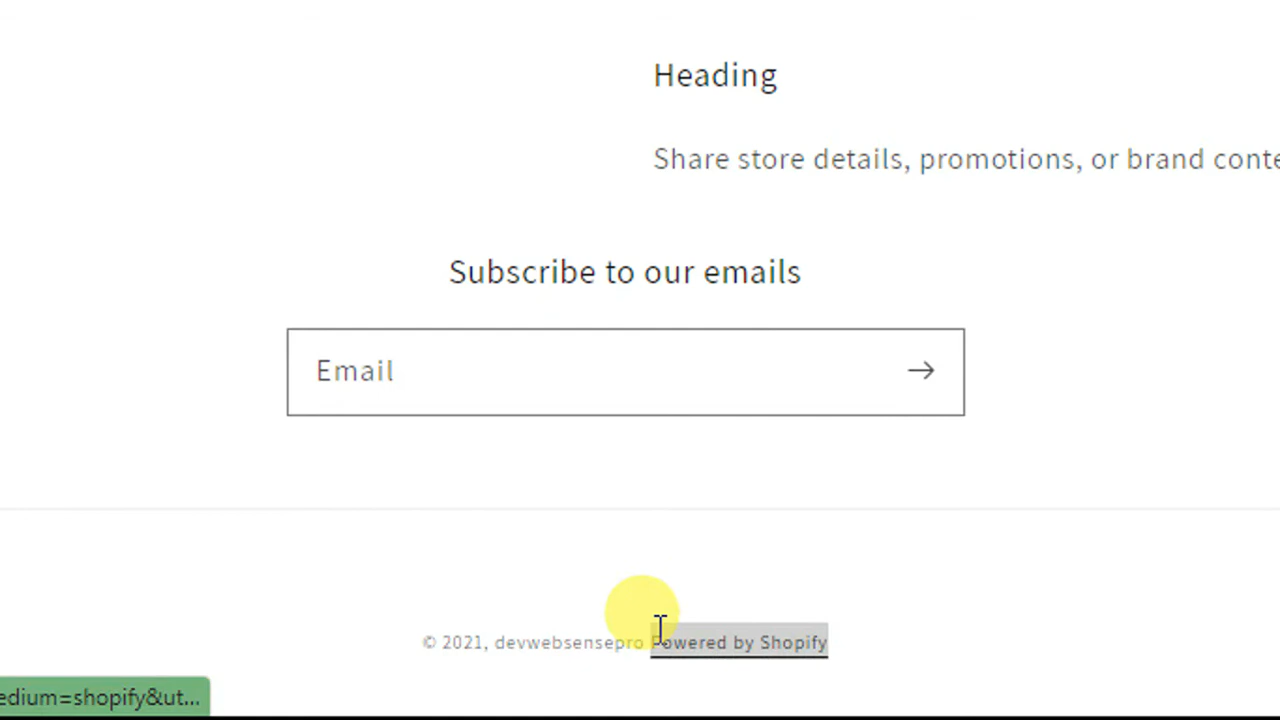 Heading
Share store details, promotions, or brand conte
Subscribe to our emails
Email
© 2021, devwebsensepro Powered by Shopify
edium=shopify&ut...